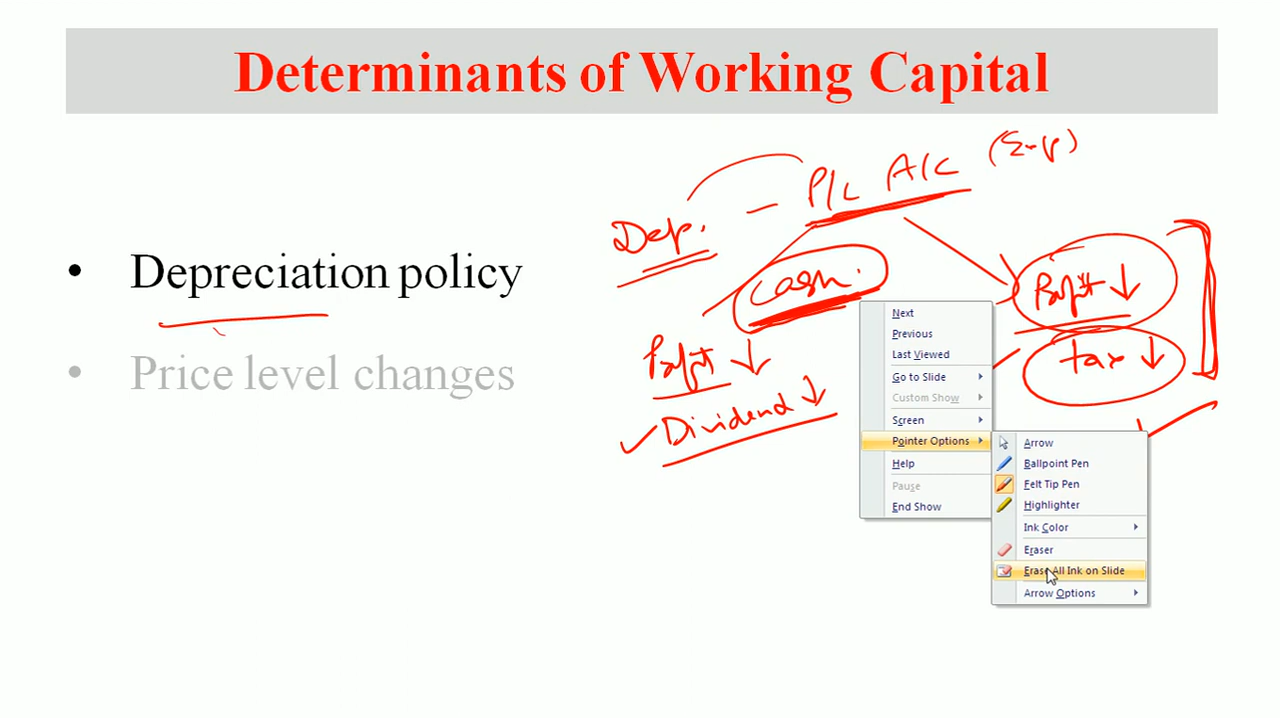 Determinants of Working Capital
Dep. – P/L A/C (Exp)
• Depreciation policy
• Price level changes
Cash.
Profit ↓
Profit ↓
tax ↓
✓ Dividend ↓
Next
Previous
Last Viewed
Go to Slide
Custom Show
Screen
Pointer Options
Help
Pause
End Show
Arrow
Ballpoint Pen
Felt Tip Pen
Highlighter
Ink Color
Eraser
Erase All Ink on Slide
Arrow Options